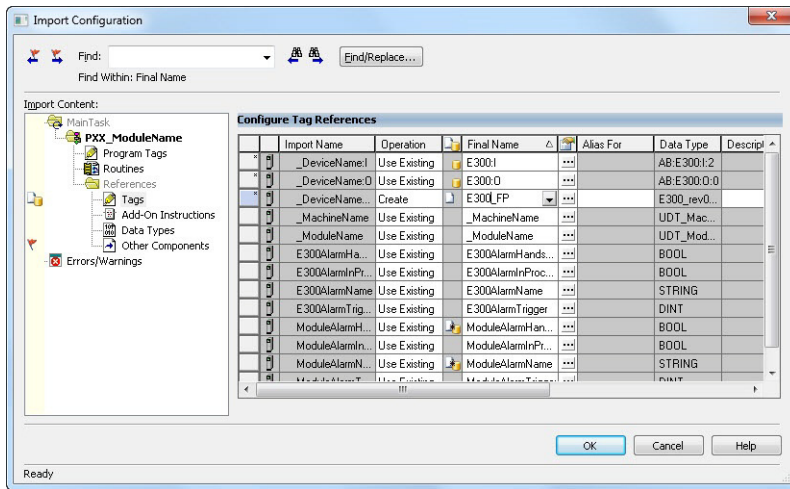 Import Configuration
Find:
Find/Replace...
Find Within: Final Name
Import Content:
MainTask
PXX_ModuleName
Program Tags
Routines
References
Tags
Add-On Instructions
Data Types
Other Components
Errors/Warnings
Configure Tag References
Import Name Operation Final Name Alias For Data Type Descript
_DeviceName:I Use Existing E300:I ... AB:E300:I:2
_DeviceName:O Use Existing E300:O ... AB:E300:O:0
_DeviceName... Create E300_FP ... E300_rev0...
_MachineName Use Existing _MachineName ... UDT_Mac...
_ModuleName Use Existing _ModuleName ... UDT_Mod...
E300AlarmHa... Use Existing E300AlarmHands... ... BOOL
E300AlarmInPr... Use Existing E300AlarmInProc... ... BOOL
E300AlarmName Use Existing E300AlarmName ... STRING
E300AlarmTrig... Use Existing E300AlarmTrigger ... DINT
ModuleAlarmH... Use Existing ModuleAlarmHan... ... BOOL
ModuleAlarmIn... Use Existing ModuleAlarmInPr... ... BOOL
ModuleAlarmN... Use Existing ModuleAlarmName ... STRING
OK Cancel Help
Ready